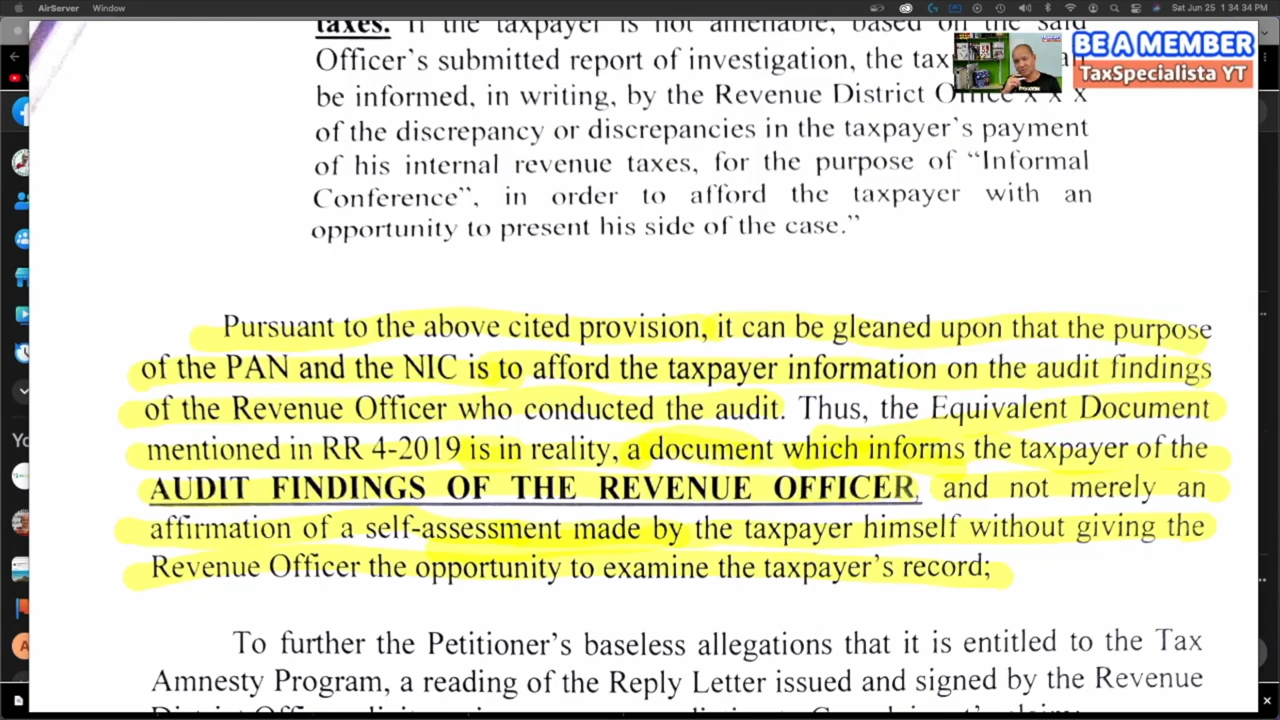 AirServer Window
Sat Jun 25 1:34:34 PM
taxes. If the taxpayer is not amenable, based on the said
Officer's submitted report of investigation, the
be informed, in writing, by the Revenue District Office x x x
of the discrepancy or discrepancies in the taxpayer's payment
of his internal revenue taxes, for the purpose of “Informal
Conference”, in order to afford the taxpayer with an
opportunity to present his side of the case.”
BE A MEMBER
TaxSpecialista YT
Pursuant to the above cited provision, it can be gleaned upon that the purpose
of the PAN and the NIC is to afford the taxpayer information on the audit findings
of the Revenue Officer who conducted the audit. Thus, the Equivalent Document
mentioned in RR 4-2019 is in reality, a document which informs the taxpayer of the
AUDIT FINDINGS OF THE REVENUE OFFICER, and not merely an
affirmation of a self-assessment made by the taxpayer himself without giving the
Revenue Officer the opportunity to examine the taxpayer's record;
To further the Petitioner's baseless allegations that it is entitled to the Tax
Amnesty Program, a reading of the Reply Letter issued and signed by the Revenue